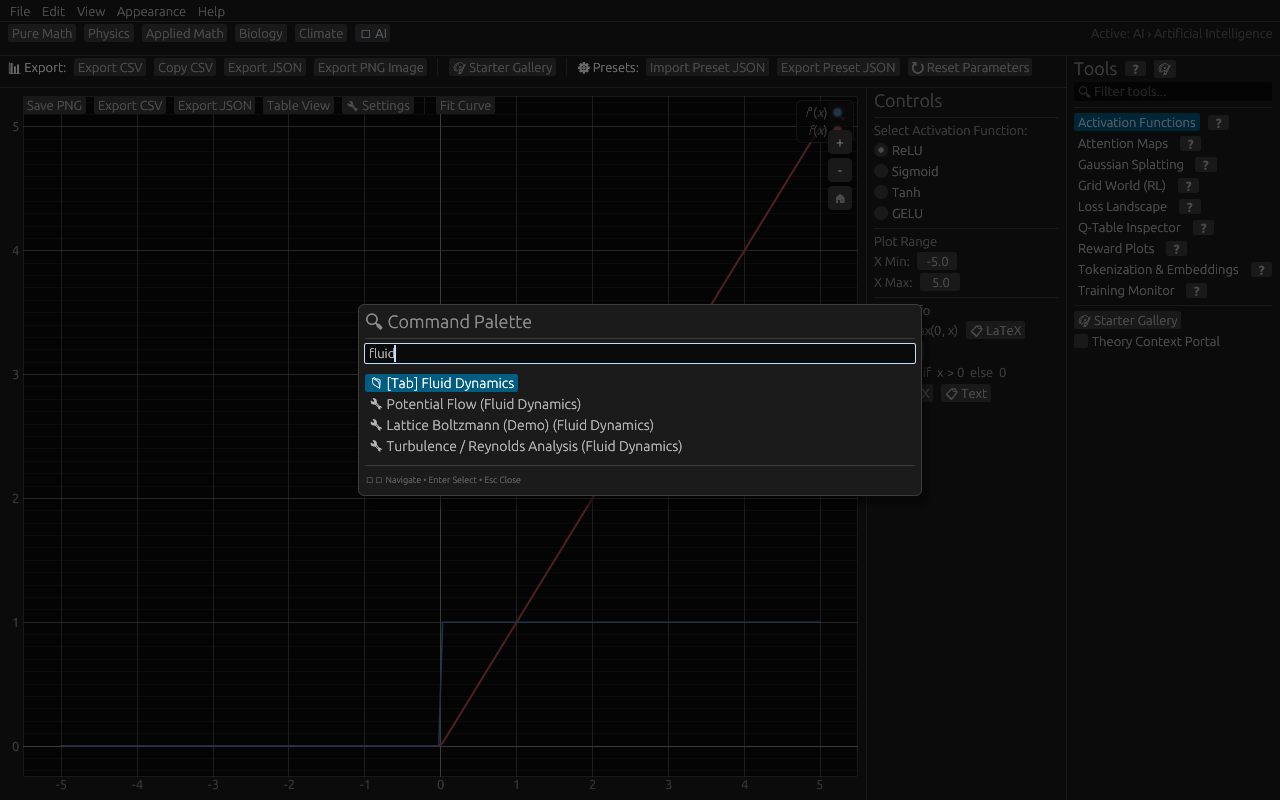 File Edit View Appearance Help
Pure Math Physics Applied Math Biology Climate AI Active: AI › Artificial Intelligence
Export: Export CSV Copy CSV Export JSON Export PNG Image Starter Gallery Presets: Import Preset JSON Export Preset JSON Reset Parameters
Save PNG Export CSV Export JSON Table View Settings Fit Curve
f'(x)
f(x)
+
-
5
4
3
2
1
0
-5 -4 -3 -2 -1 0 1 2 3 4 5
Command Palette
fluid
[Tab] Fluid Dynamics
Potential Flow (Fluid Dynamics)
Lattice Boltzmann (Demo) (Fluid Dynamics)
Turbulence / Reynolds Analysis (Fluid Dynamics)
Navigate • Enter Select • Esc Close
Controls
Select Activation Function:
ReLU
Sigmoid
Tanh
GELU
Plot Range
X Min: -5.0
X Max: 5.0
(0, x) LaTeX
if x > 0 else 0
X Text
Tools ?
Filter tools...
Activation Functions ?
Attention Maps ?
Gaussian Splatting ?
Grid World (RL) ?
Loss Landscape ?
Q-Table Inspector ?
Reward Plots ?
Tokenization & Embeddings ?
Training Monitor ?
Starter Gallery
Theory Context Portal